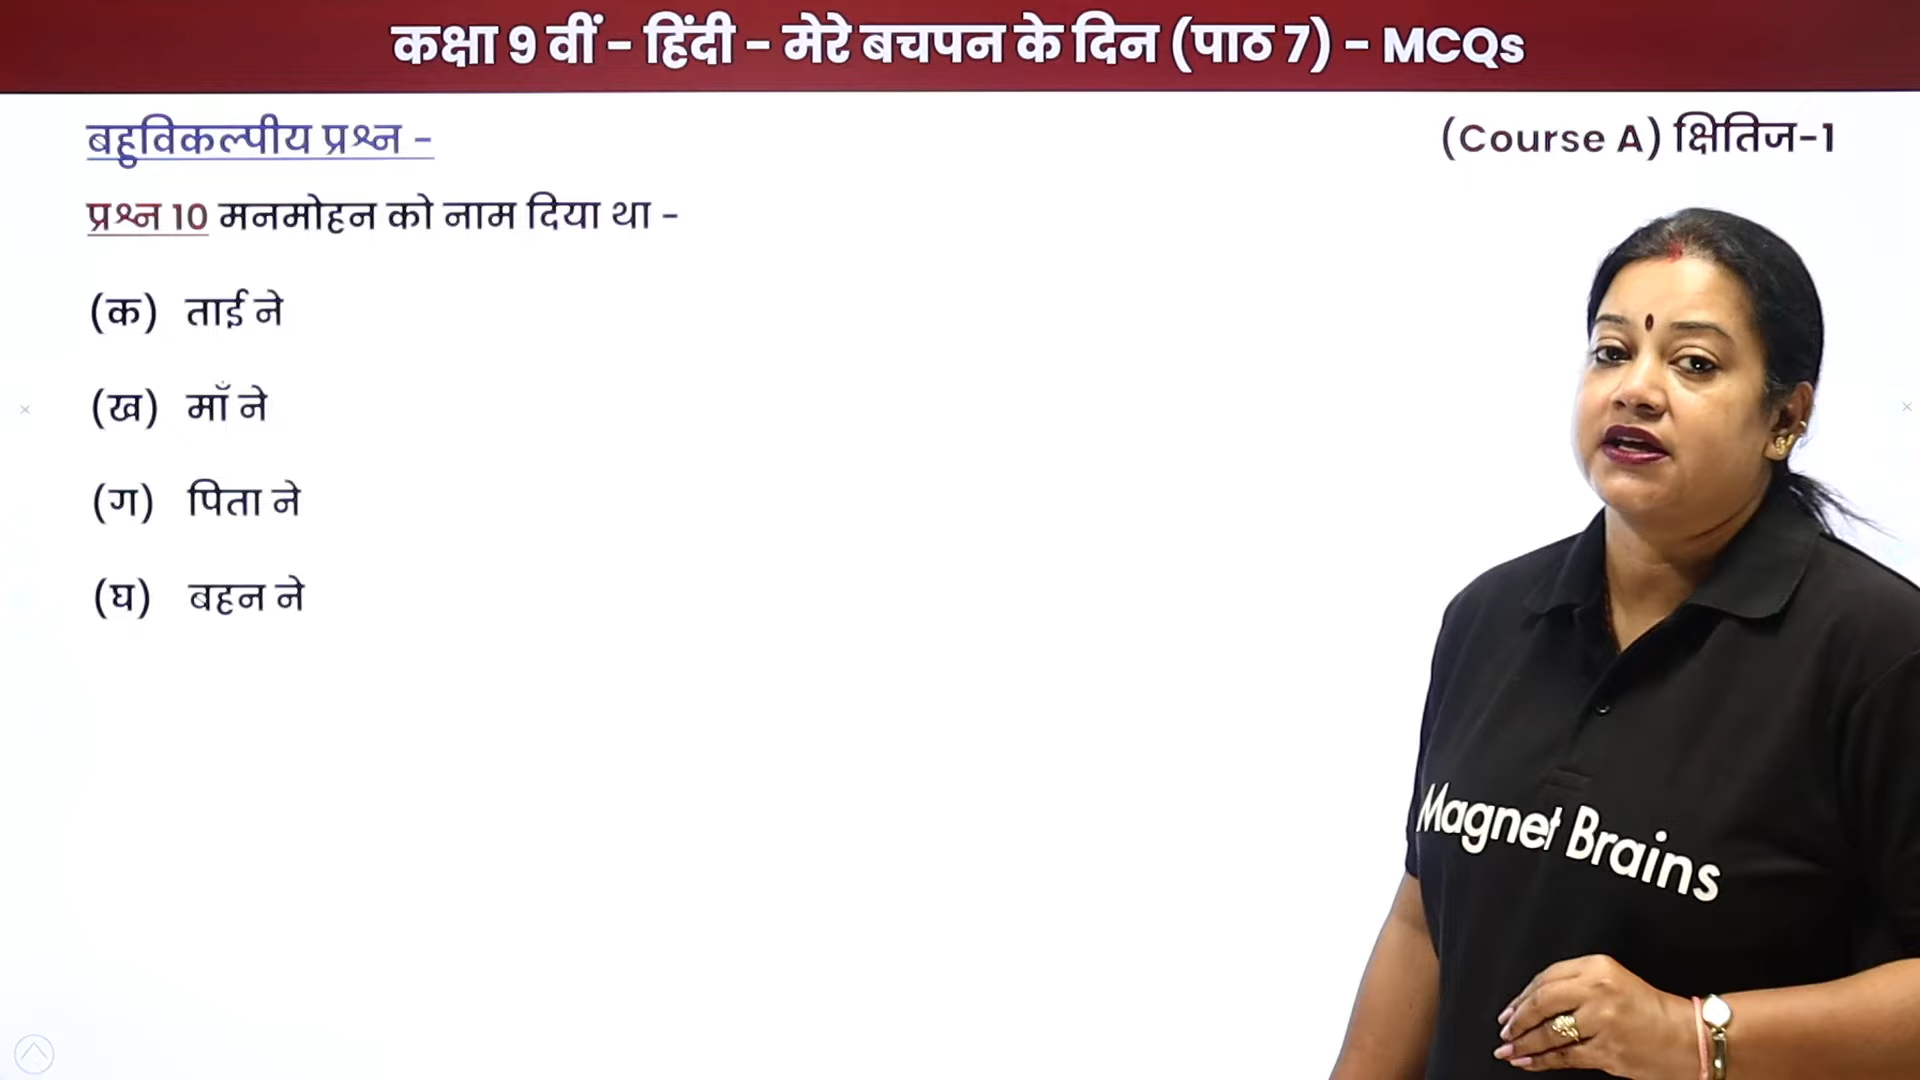 कक्षा 9 वीं – हिंदी – मेरे बचपन के दिन (पाठ 7) – MCQs
बहुविकल्पीय प्रश्न –
(Course A) क्षितिज-1
प्रश्न 10 मनमोहन को नाम दिया था –
(क) ताई ने
(ख) माँ ने
(ग) पिता ने
(घ) बहन ने
Magnet Brains